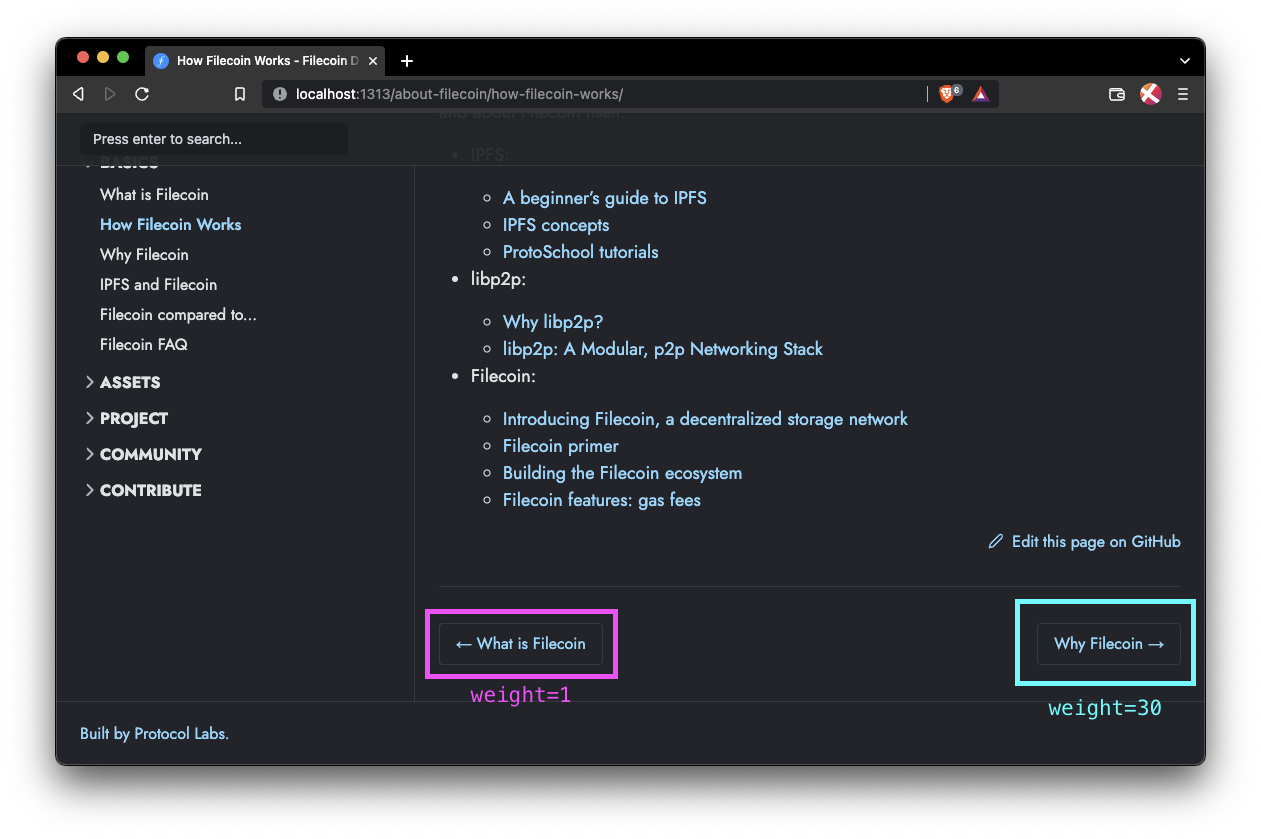 How Filecoin Works - Filecoin D
localhost:1313/about-filecoin/how-filecoin-works/
6
and about Filecoin itself.
Press enter to search...
IPFS:
BASICS
What is Filecoin
How Filecoin Works
Why Filecoin
IPFS and Filecoin
Filecoin compared to...
Filecoin FAQ
ASSETS
PROJECT
COMMUNITY
CONTRIBUTE
A beginner’s guide to IPFS
IPFS concepts
ProtoSchool tutorials
libp2p:
Why libp2p?
libp2p: A Modular, p2p Networking Stack
Filecoin:
Introducing Filecoin, a decentralized storage network
Filecoin primer
Building the Filecoin ecosystem
Filecoin features: gas fees
Edit this page on GitHub
← What is Filecoin
Why Filecoin →
weight=1
weight=30
Built by Protocol Labs.